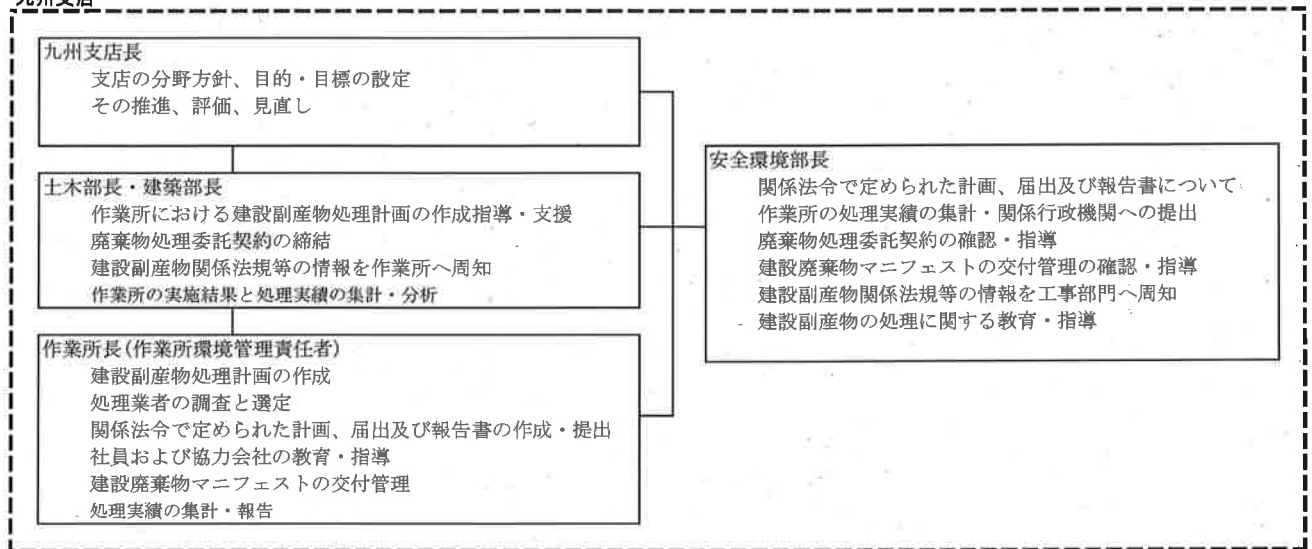 九州支店
九州支店長
支店の分野方針、目的・目標の設定
その推進、評価、見直し
土木部長・建築部長
作業所における建設副産物処理計画の作成指導・支援
廃棄物処理委託契約の締結
建設副産物関係法規等の情報を作業所へ周知
作業所の実施結果と処理実績の集計・分析
作業所長(作業所環境管理責任者)
建設副産物処理計画の作成
処理業者の調査と選定
関係法令で定められた計画、届出及び報告書の作成・提出
社員および協力会社の教育・指導
建設廃棄物マニフェストの交付管理
処理実績の集計・報告
安全環境部長
関係法令で定められた計画、届出及び報告書について
作業所の処理実績の集計・関係行政機関への提出
廃棄物処理委託契約の確認・指導
建設廃棄物マニフェストの交付管理の確認・指導
建設副産物関係法規等の情報を工事部門へ周知
建設副産物の処理に関する教育・指導